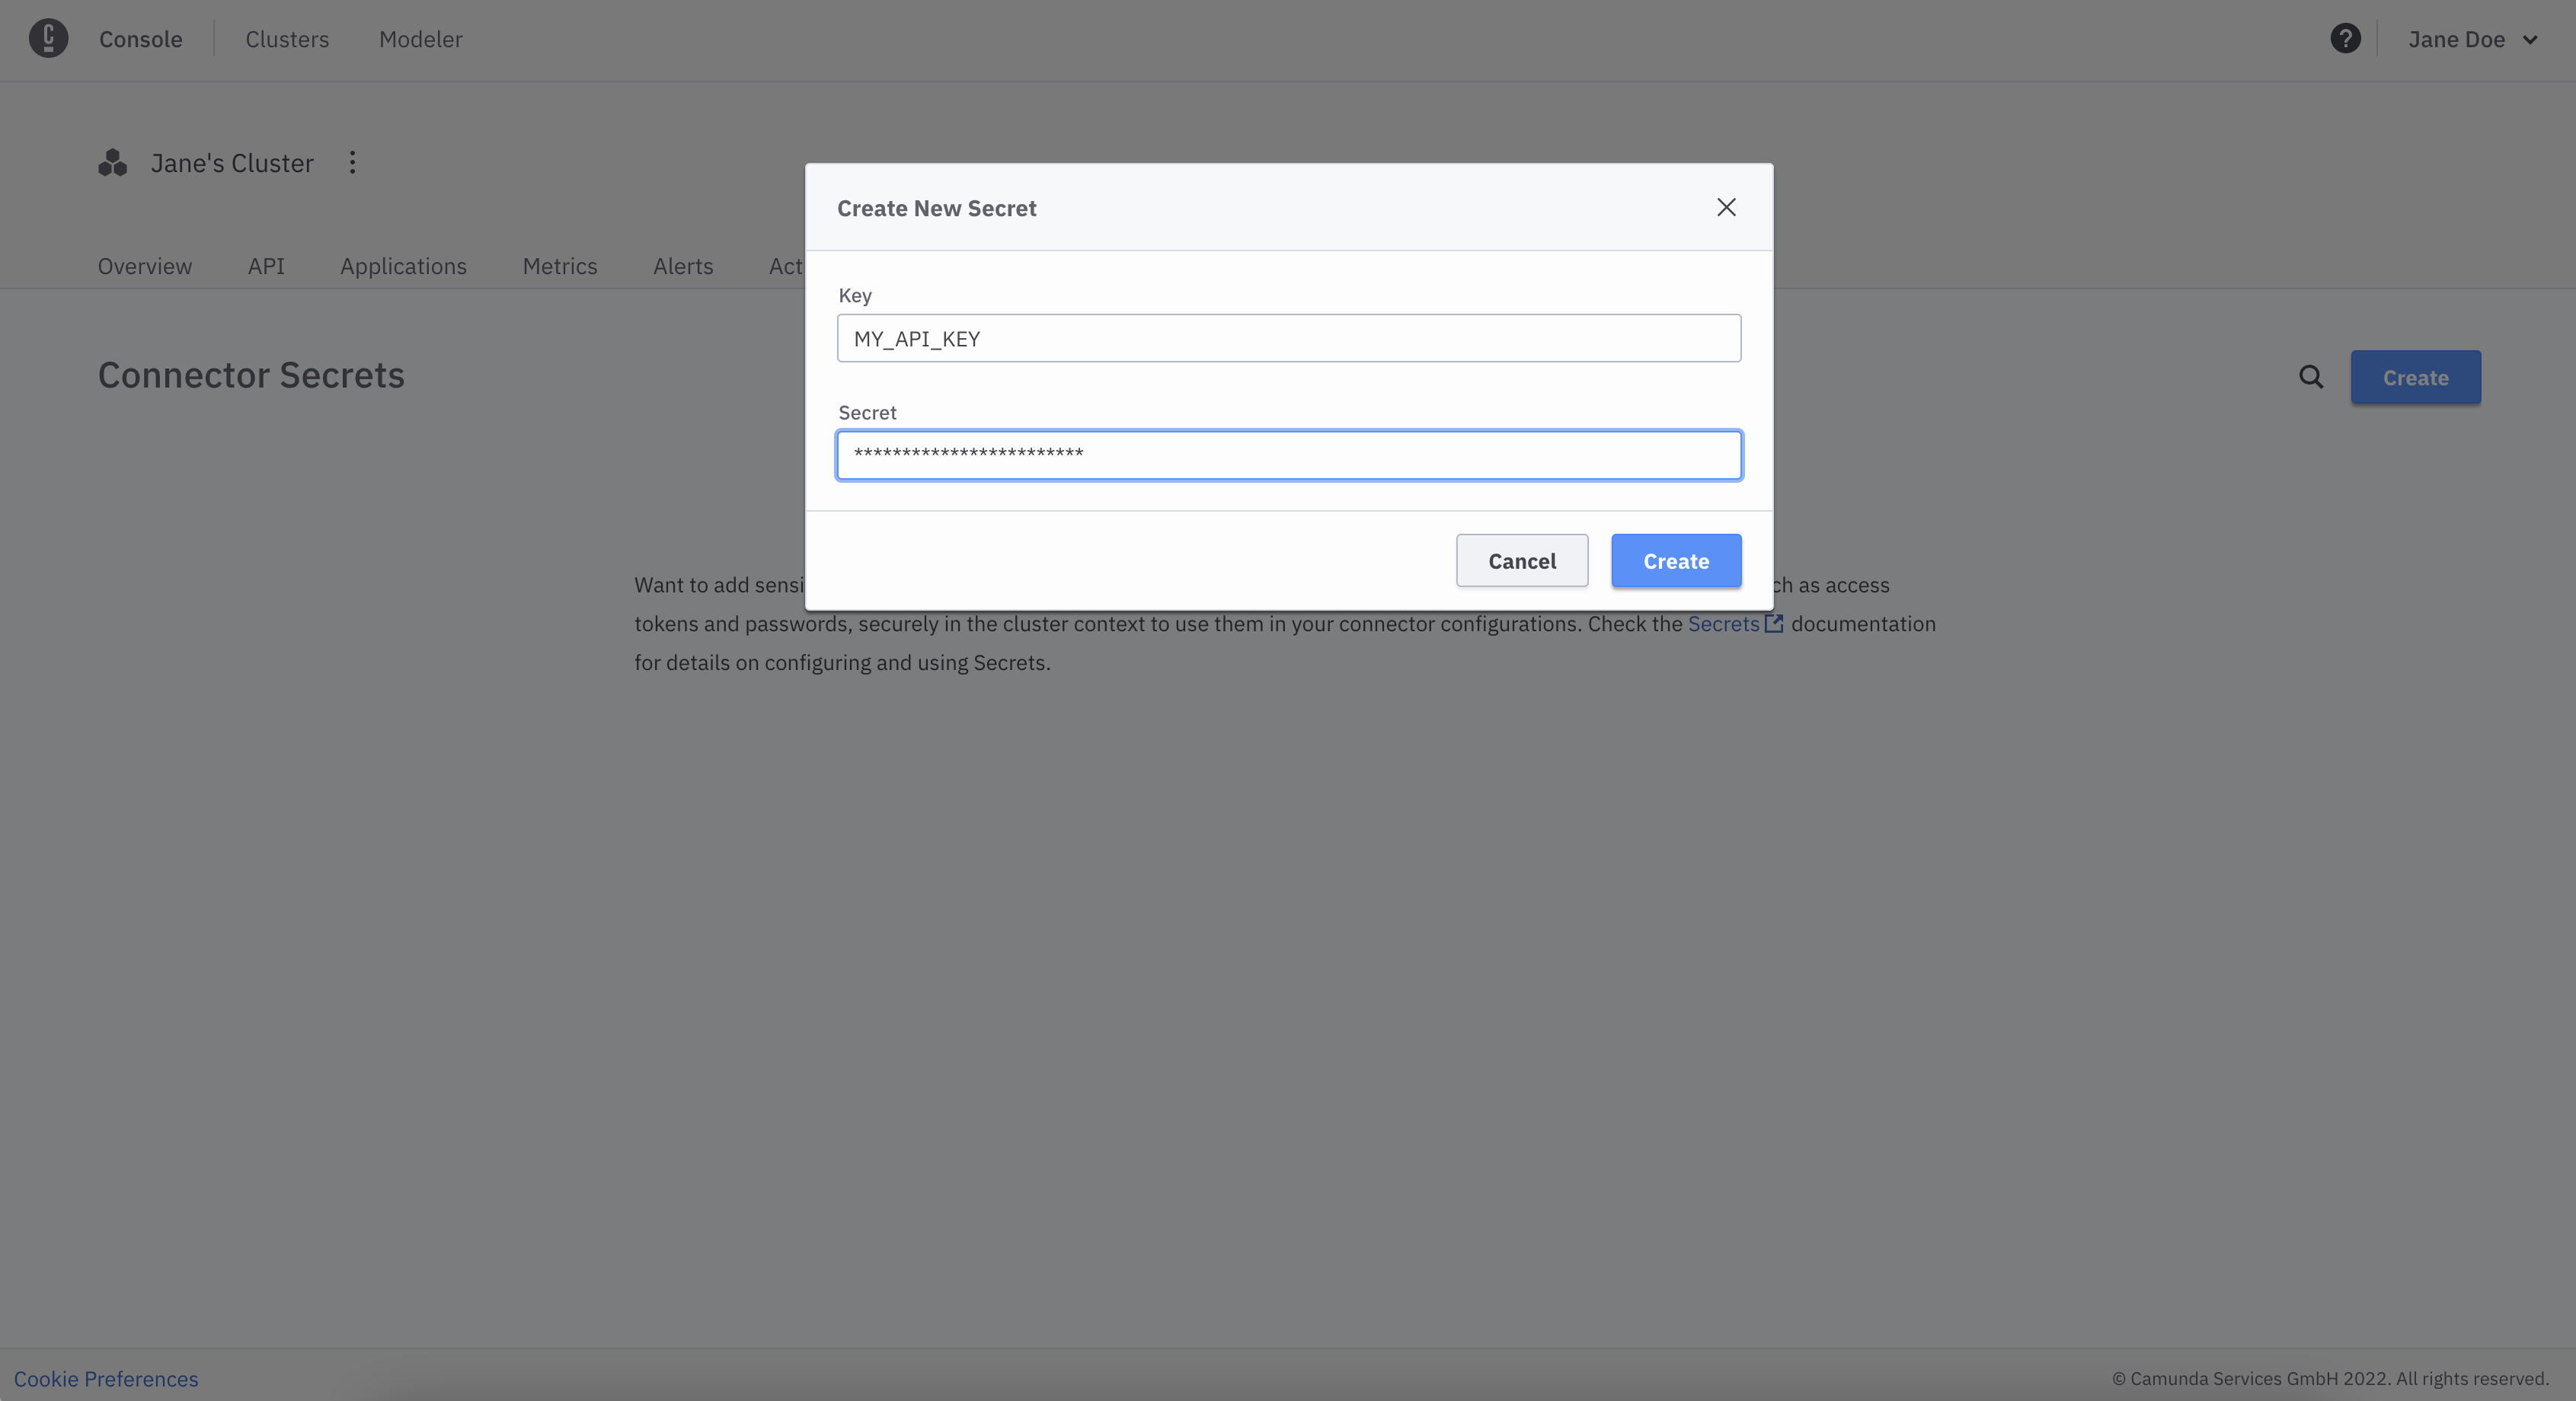 Console Clusters Modeler Jane Doe
Jane's Cluster
Overview API Applications Metrics Alerts Act
Connector Secrets
Create
Create New Secret
Key
MY_API_KEY
Secret
************************
Cancel Create
Want to add sensi ch as access
tokens and passwords, securely in the cluster context to use them in your connector configurations. Check the Secrets documentation
for details on configuring and using Secrets.
Cookie Preferences
© Camunda Services GmbH 2022. All rights reserved.